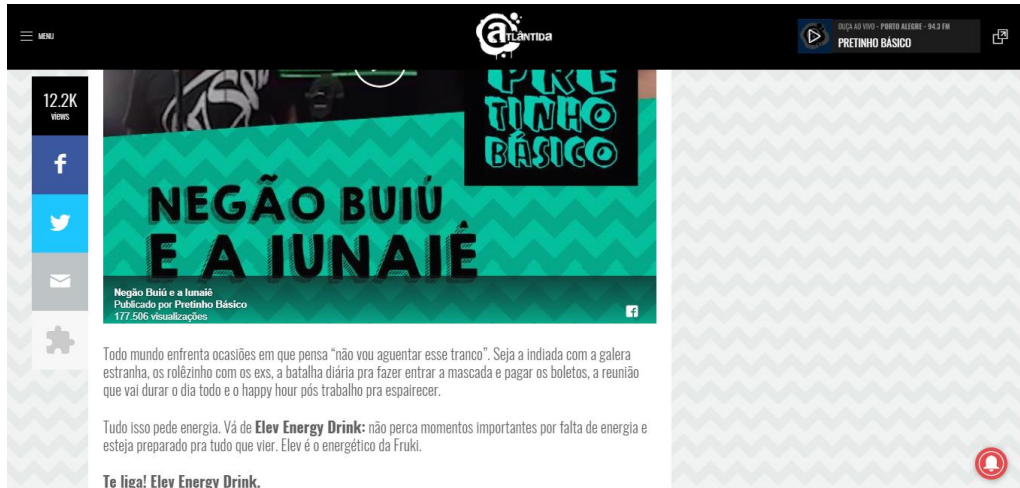 MENU
@TLÂNTIDA
OUÇA AO VIVO - PORTO ALEGRE - 94.3 FM
PRETINHO BÁSICO
12.2K
views
PRE
TINHO
BÁSICO
NEGÃO BUIÚ
E A IUNAIÊ
Negão Buiú e a Iunaiê
Publicado por Pretinho Básico
177.506 visualizações
Todo mundo enfrenta ocasiões em que pensa “não vou aguentar esse tranco”. Seja a indiada com a galera
estranha, os rolêzinho com os exs, a batalha diária pra fazer entrar a mascada e pagar os boletos, a reunião
que vai durar o dia todo e o happy hour pós trabalho pra espairecer.
Tudo isso pede energia. Vá de Elev Energy Drink: não perca momentos importantes por falta de energia e
esteja preparado pra tudo que vier. Elev é o energético da Fruki.
Te liga! Elev Energy Drink.